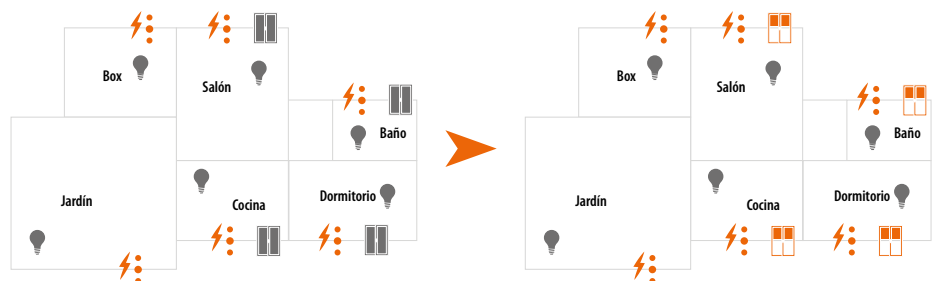 Box
Salón
Baño
Jardín
Cocina
Dormitorio
Box
Salón
Baño
Jardín
Cocina
Dormitorio